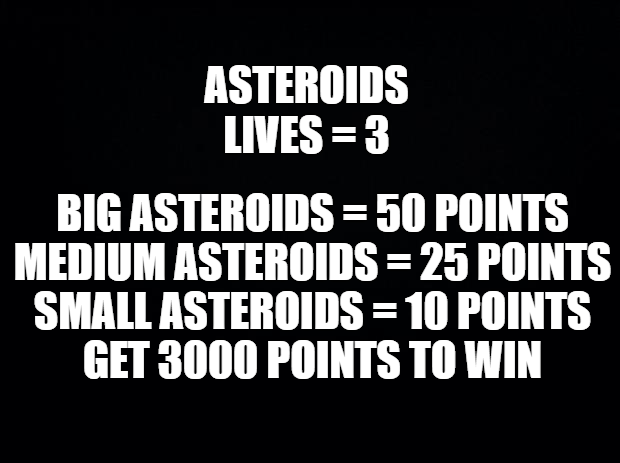 ASTEROIDS
LIVES = 3
BIG ASTEROIDS = 50 POINTS
MEDIUM ASTEROIDS = 25 POINTS
SMALL ASTEROIDS = 10 POINTS
GET 3000 POINTS TO WIN